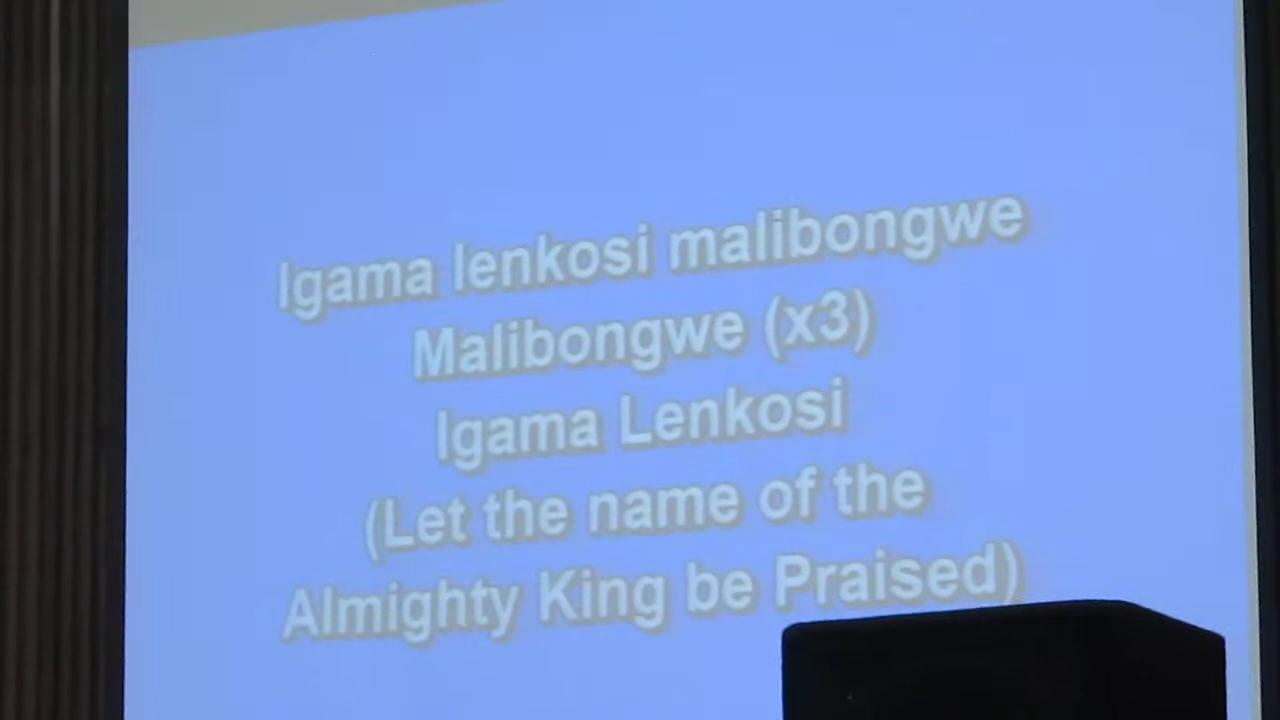 Igama lenkosi malibongwe
Malibongwe (x3)
Igama Lenkosi
(Let the name of the
Almighty King be Praised)